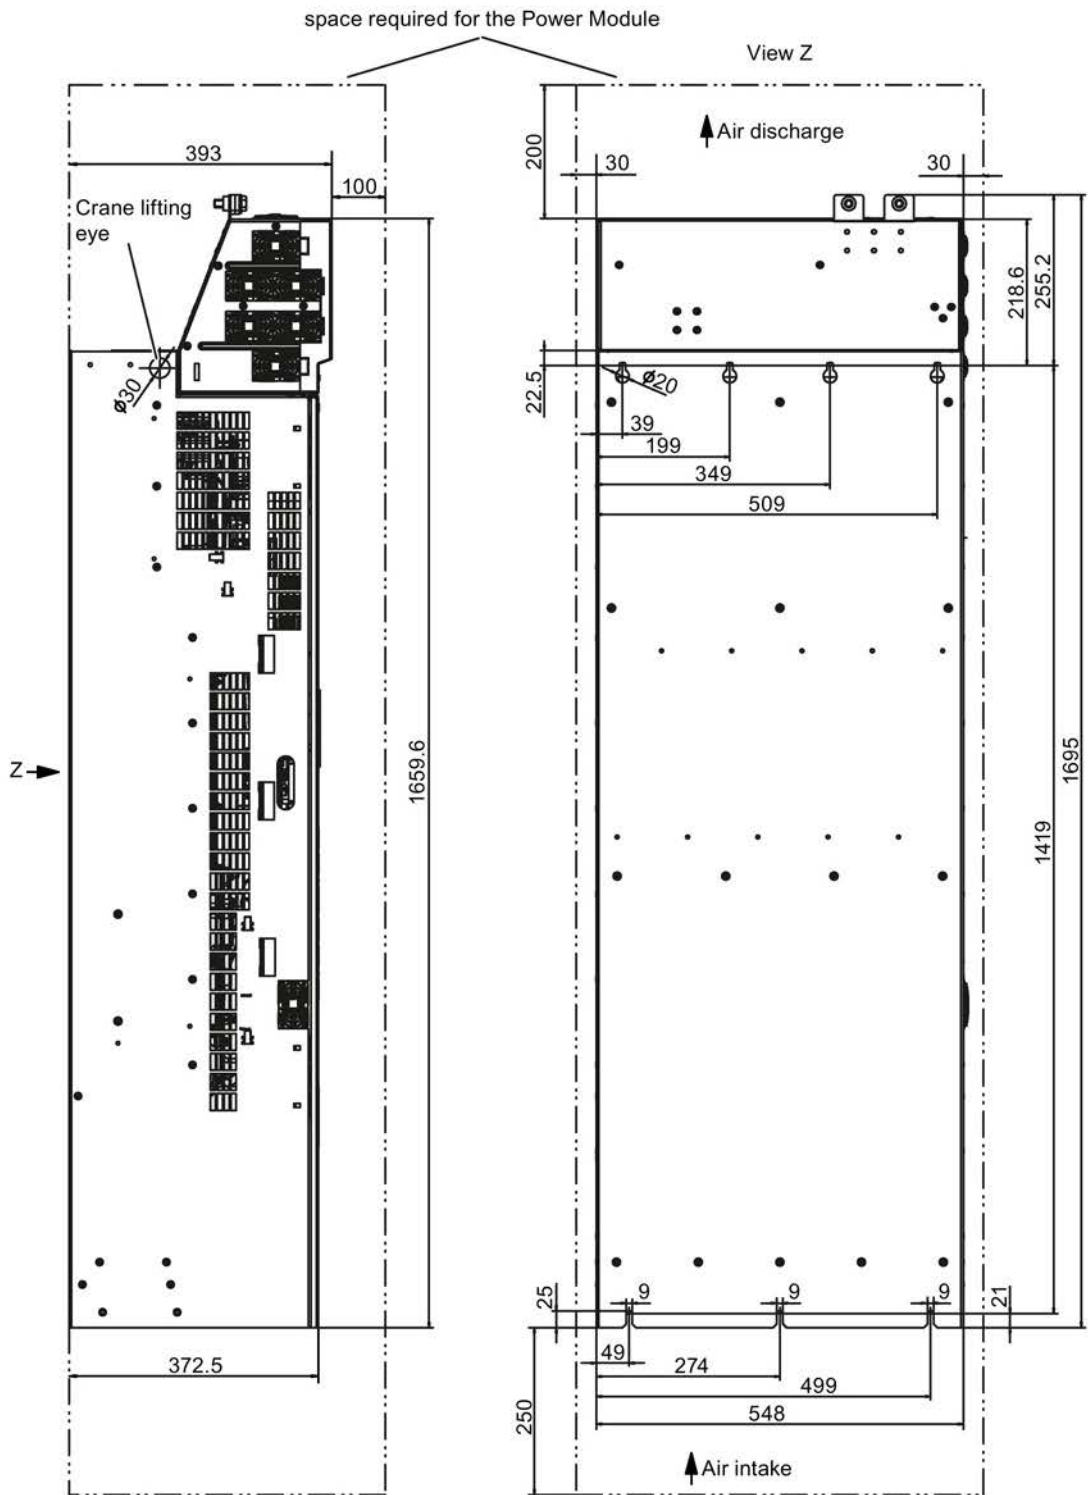 space required for the Power Module
View Z
Air discharge
393
200
30
30
100
Crane lifting
eye
218.6
255.2
ø30
22.5
ø20
39
199
349
509
Z
1659.6
1695
1419
25
9
9
9
21
49
372.5
274
499
250
548
Air intake